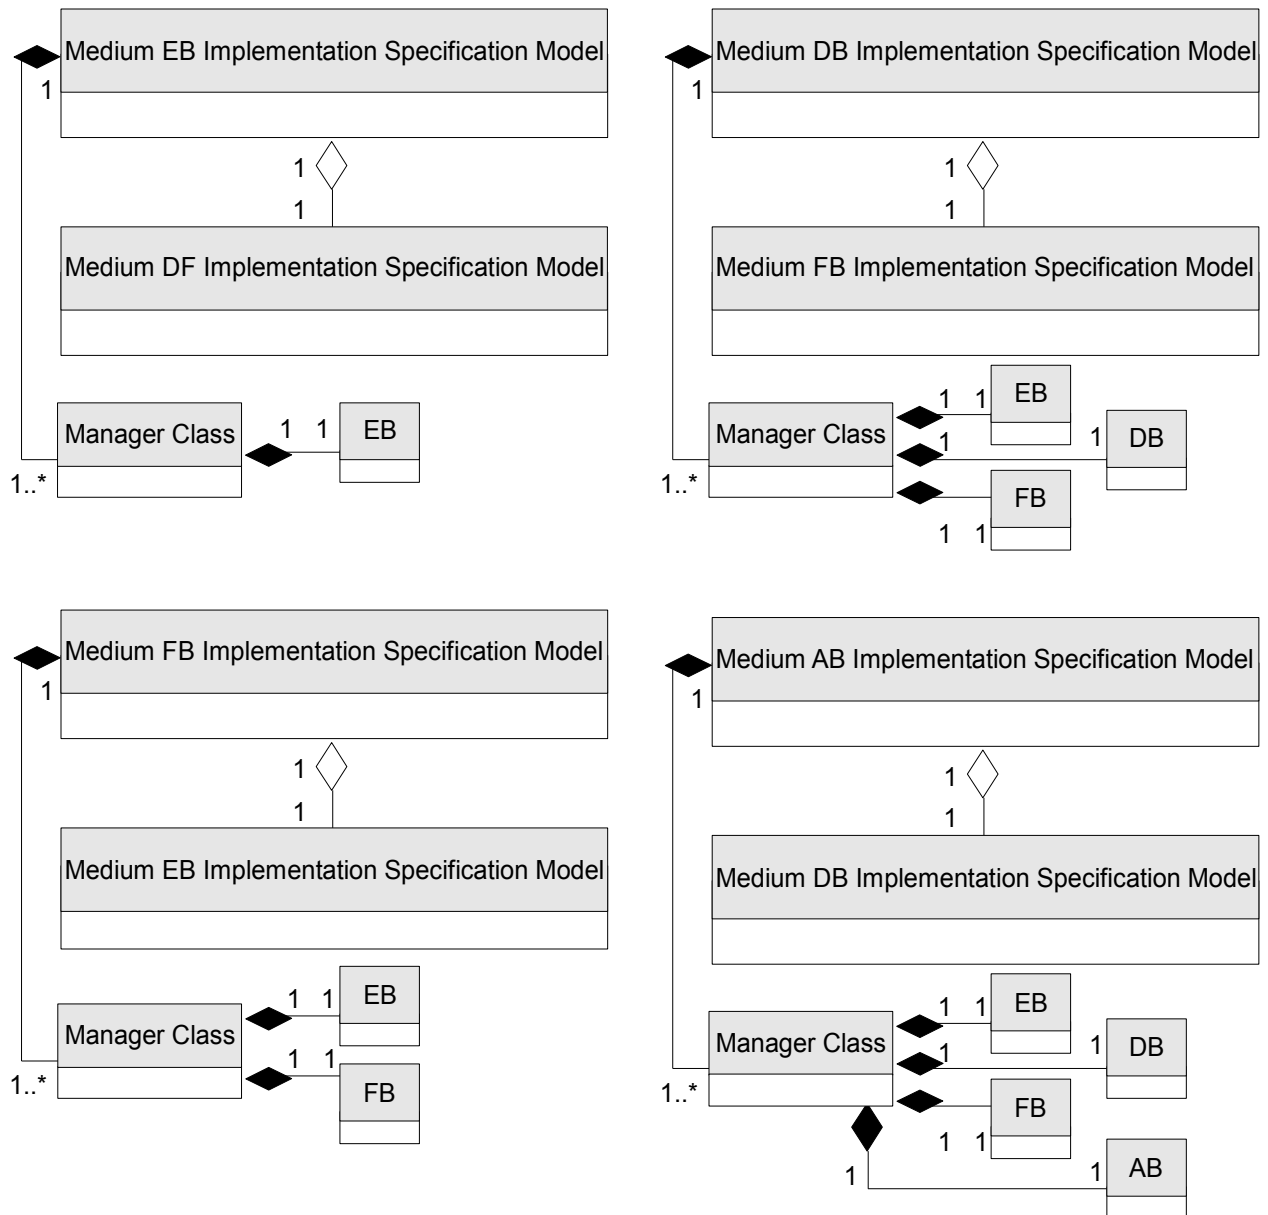 Medium EB Implementation Specification Model
1
1
1
Medium DF Implementation Specification Model
Manager Class
1 1
EB
1..*
Medium DB Implementation Specification Model
1
1
1
Medium FB Implementation Specification Model
Manager Class
1 1
EB
1 1
DB
1..*
FB
1 1
Medium FB Implementation Specification Model
1
1
1
Medium EB Implementation Specification Model
Manager Class
1 1
EB
1 1
FB
1..*
Medium AB Implementation Specification Model
1
1
1
Medium DB Implementation Specification Model
Manager Class
1 1
EB
1 1
DB
1..*
FB
1 1
1 1
AB